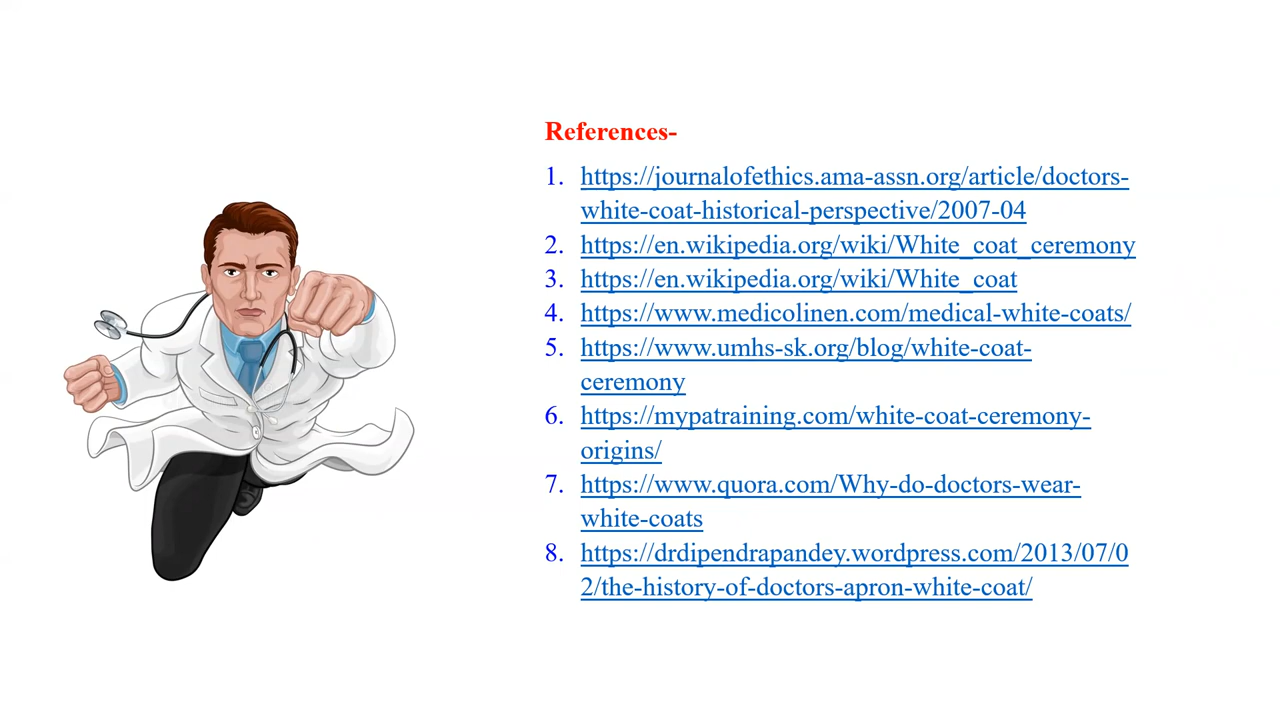 References-
1. https://journalofethics.ama-assn.org/article/doctors-
white-coat-historical-perspective/2007-04
2. https://en.wikipedia.org/wiki/White_coat_ceremony
3. https://en.wikipedia.org/wiki/White_coat
4. https://www.medicolinen.com/medical-white-coats/
5. https://www.umhs-sk.org/blog/white-coat-
ceremony
6. https://mypatraining.com/white-coat-ceremony-
origins/
7. https://www.quora.com/Why-do-doctors-wear-
white-coats
8. https://drdipendrapandey.wordpress.com/2013/07/0
2/the-history-of-doctors-apron-white-coat/